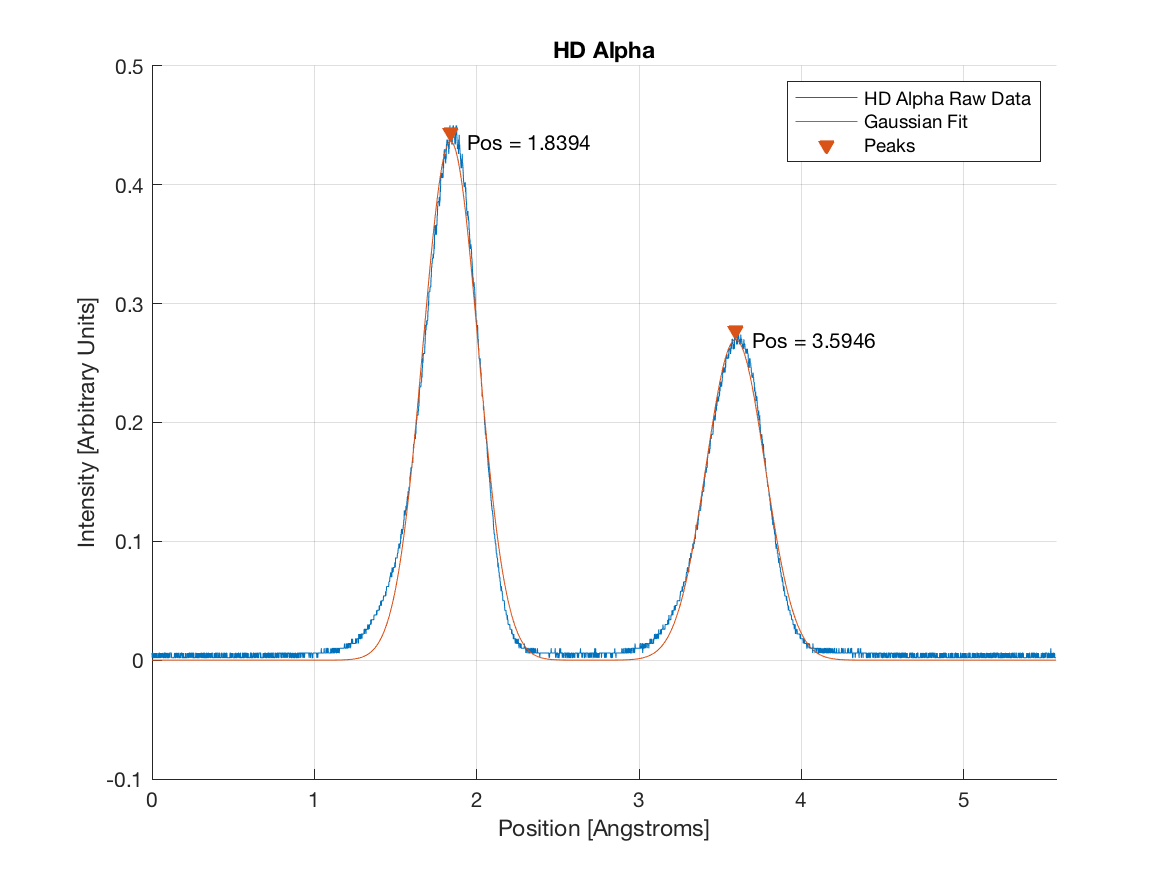 HD Alpha
HD Alpha Raw Data
Gaussian Fit
Peaks
Pos = 1.8394
Pos = 3.5946
0.5
0.4
0.3
0.2
0.1
0
-0.1
Intensity [Arbitrary Units]
0 1 2 3 4 5
Position [Angstroms]